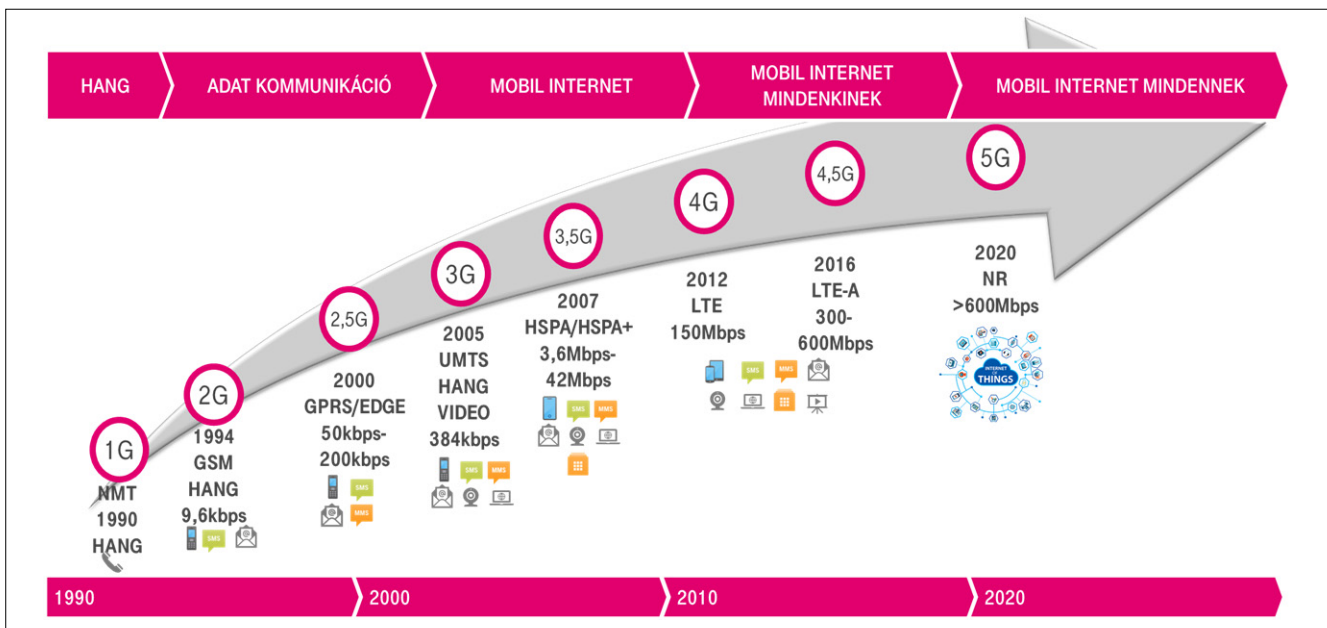 HANG
ADAT KOMMUNIKÁCIÓ
MOBIL INTERNET
MOBIL INTERNET
MINDENKINEK
MOBIL INTERNET MINDENNEK
1G
NMT
1990
HANG
2G
1994
GSM
HANG
9,6kbps
SMS
2,5G
2000
GPRS/EDGE
50kbps-
200kbps
SMS
MMS
3G
2005
UMTS
HANG
VIDEO
384kbps
SMS
MMS
3,5G
2007
HSPA/HSPA+
3,6Mbps-
42Mbps
SMS
MMS
4G
2012
LTE
150Mbps
SMS
MMS
4,5G
2016
LTE-A
300-
600Mbps
5G
2020
NR
>600Mbps
INTERNET
OF
THINGS
1990
2000
2010
2020